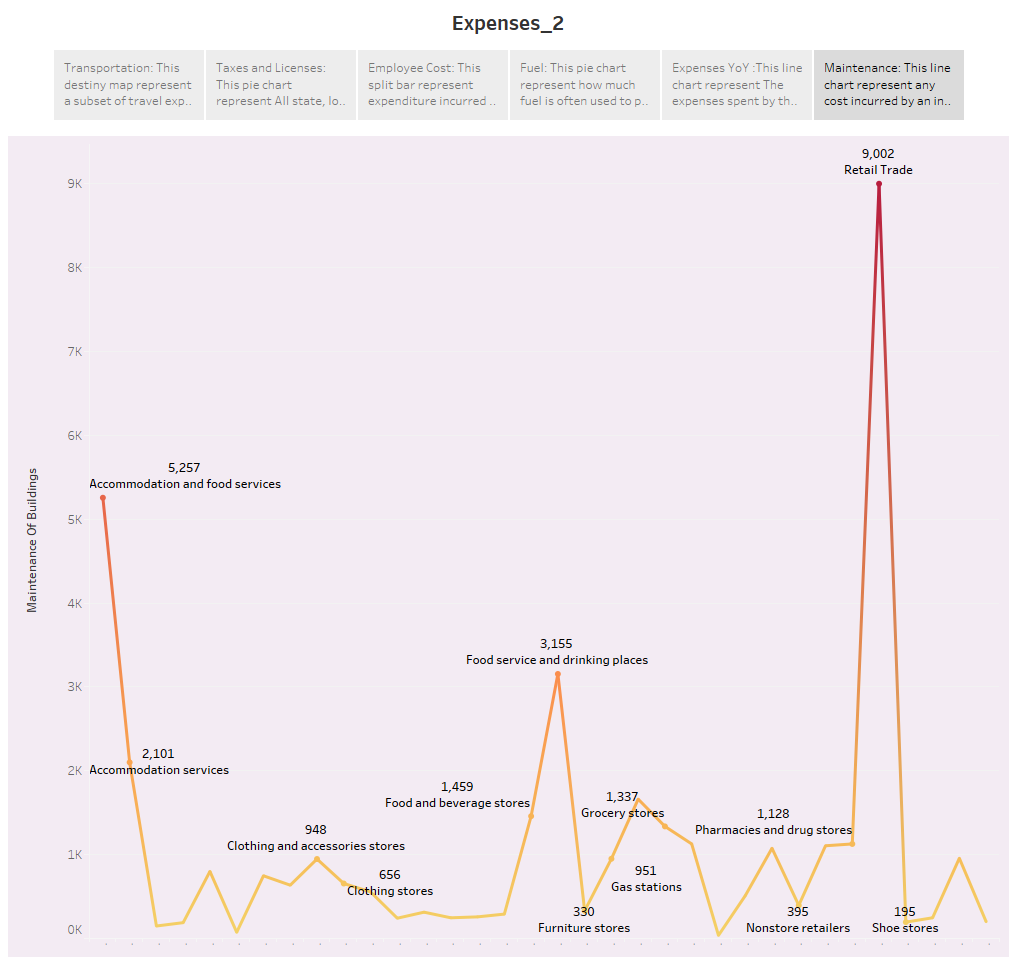 Expenses_2
Transportation: This
destiny map represent
a subset of travel exp..
Taxes and Licenses:
This pie chart
represent All state, lo..
Employee Cost: This
split bar represent
expenditure incurred ..
Fuel: This pie chart
represent how much
fuel is often used to p..
Expenses YoY :This line
chart represent The
expenses spent by th..
Maintenance: This line
chart represent any
cost incurred by an in..
9,002
Retail Trade
9K
8K
7K
6K
5,257
Accommodation and food services
5K
Maintenance Of Buildings
4K
3,155
Food service and drinking places
3K
2,101
Accommodation services
2K
1,459
Food and beverage stores
1,337
Grocery stores
1,128
Pharmacies and drug stores
948
Clothing and accessories stores
1K
656
Clothing stores
951
Gas stations
330
Furniture stores
395
Nonstore retailers
195
Shoe stores
0K